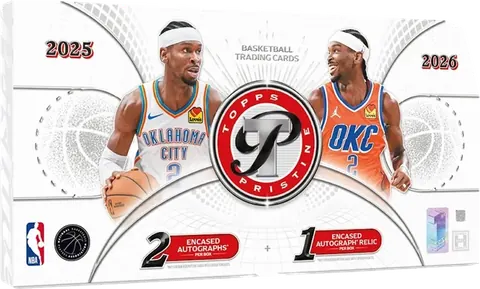 2025
BASKETBALL
TRADING CARDS
2026
OKLAHOMA
CITY
2
OKC
2
TOPPS
P
PRISTINE
NBA
2 ENCASED
AUTOGRAPHS*
PER BOX
+
1 ENCASED
AUTOGRAPH RELIC
PER BOX